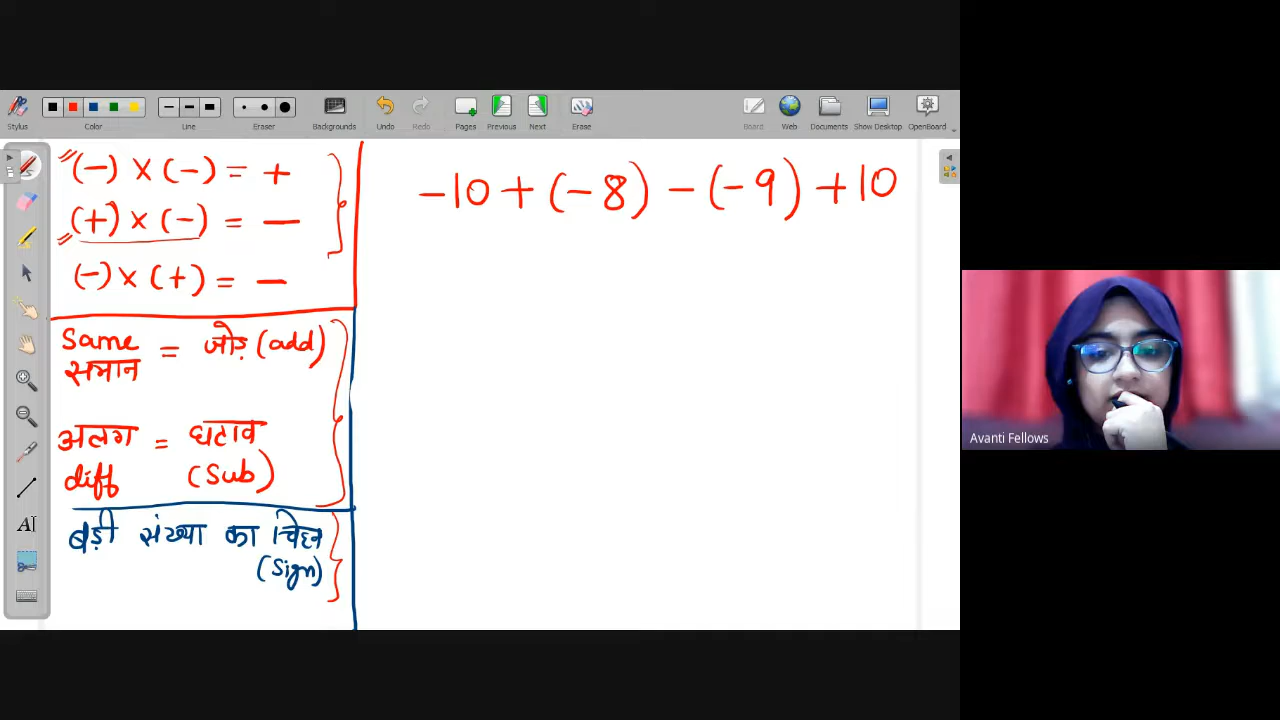 Stylus
Color
Line
Eraser
Backgrounds
Undo
Redo
Pages
Previous
Next
Erase
Board
Web
Documents
Show Desktop
OpenBoard
(-) × (-) = +
(+) × (-) = -
(-) × (+) = -
Same = जोड़ (add)
समान
अलग = घटाव
diff (Sub)
बड़ी संख्या का चिह्न
(Sign)
-10 + (-8) - (-9) + 10
Avanti Fellows